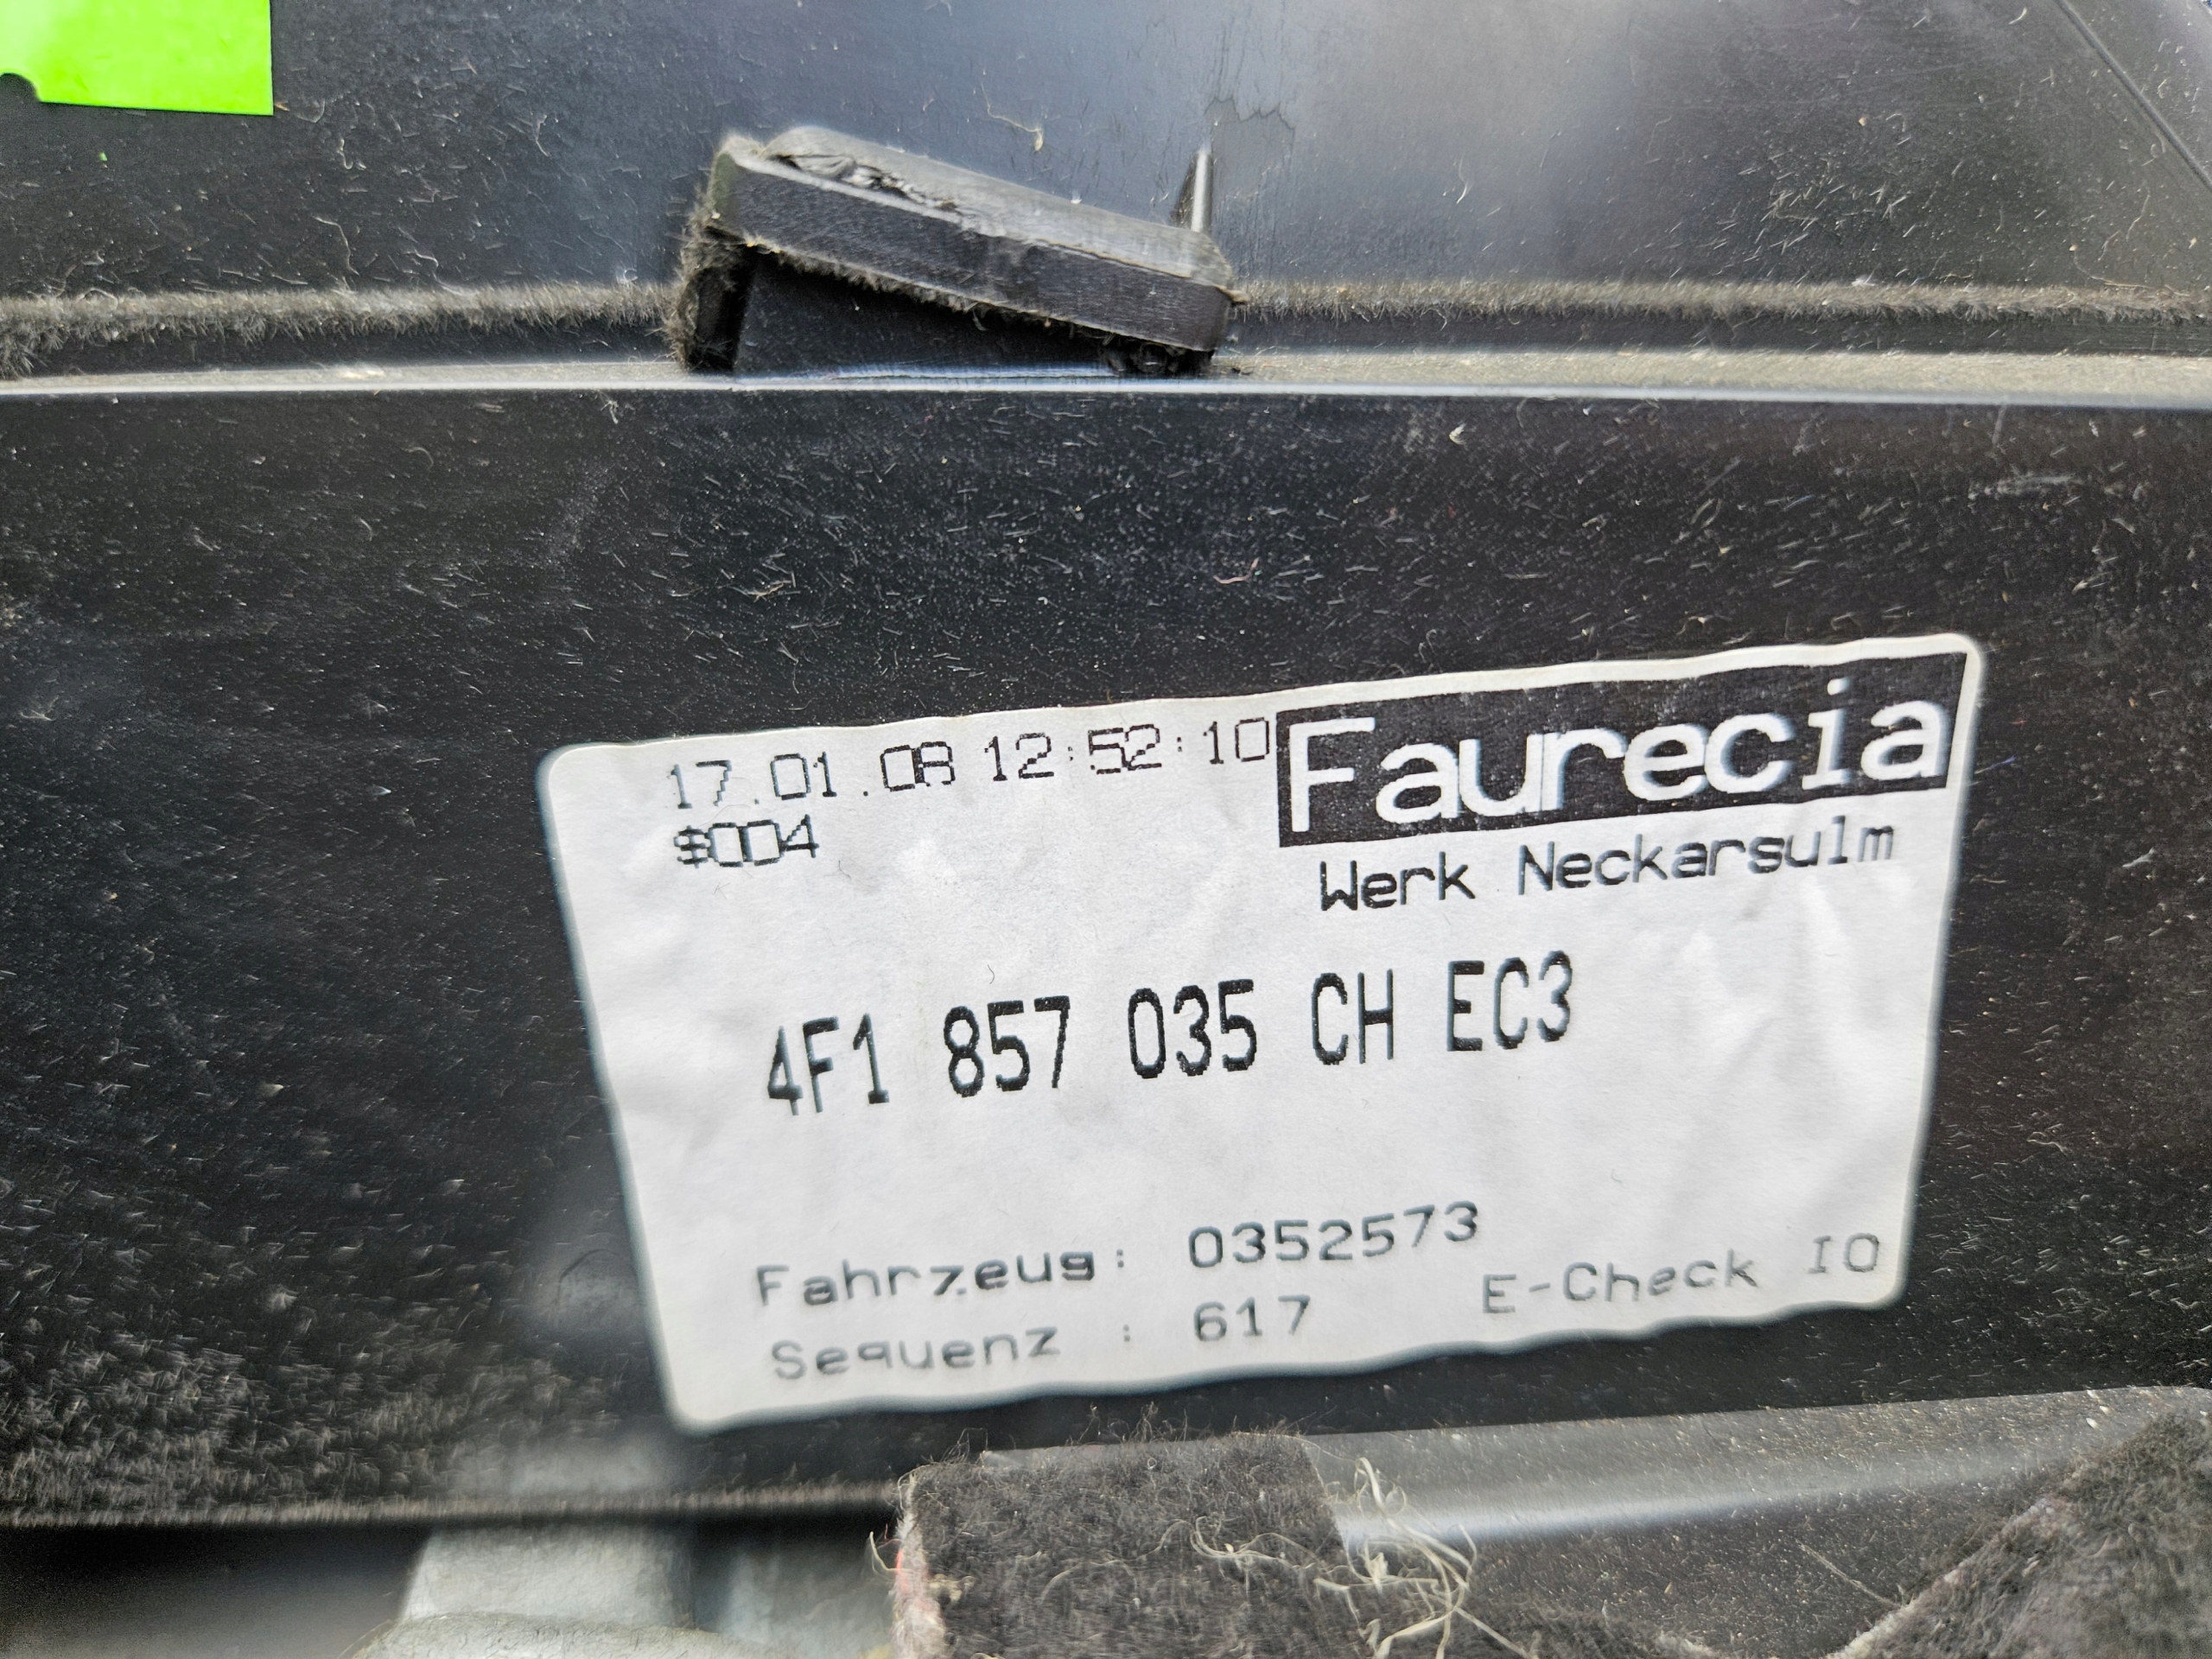 17.01.08 12:52:10 Faurecia
$004
Werk Neckarsulm
4F1 857 035 CH EC3
Fahrzeug: 0352573
Sequenz : 617 E-Check IO